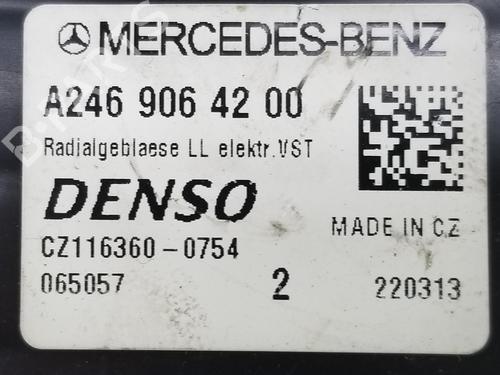 MERCEDES-BENZ
A246 906 42 00
Radialgeblaese LL elektr.VST
DENSO
MADE IN CZ
CZ116360-0754
065057
2
220313